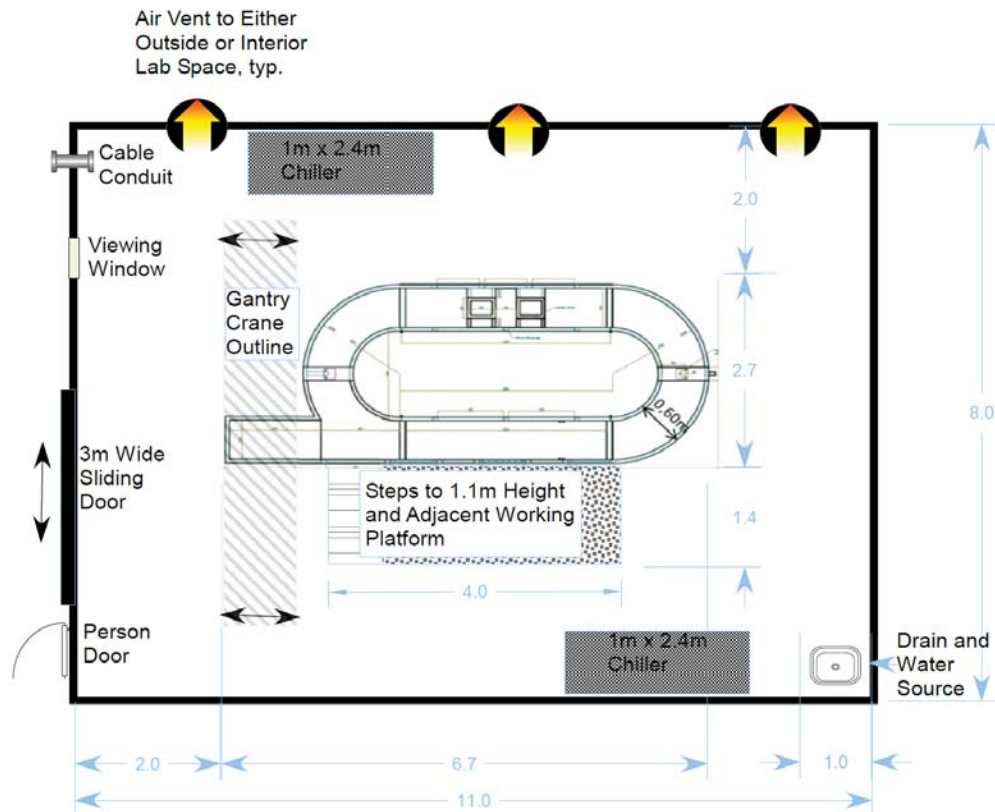 Air Vent to Either
Outside or Interior
Lab Space, typ.
Cable
Conduit
1m x 2.4m
Chiller
2.0
Viewing
Window
Gantry
Crane
Outline
2.7
0,60m
8.0
3m Wide
Sliding
Door
Steps to 1.1m Height
and Adjacent Working
Platform
1.4
4.0
Person
Door
1m x 2.4m
Chiller
Drain and
Water
Source
2.0
6.7
1.0
11.0